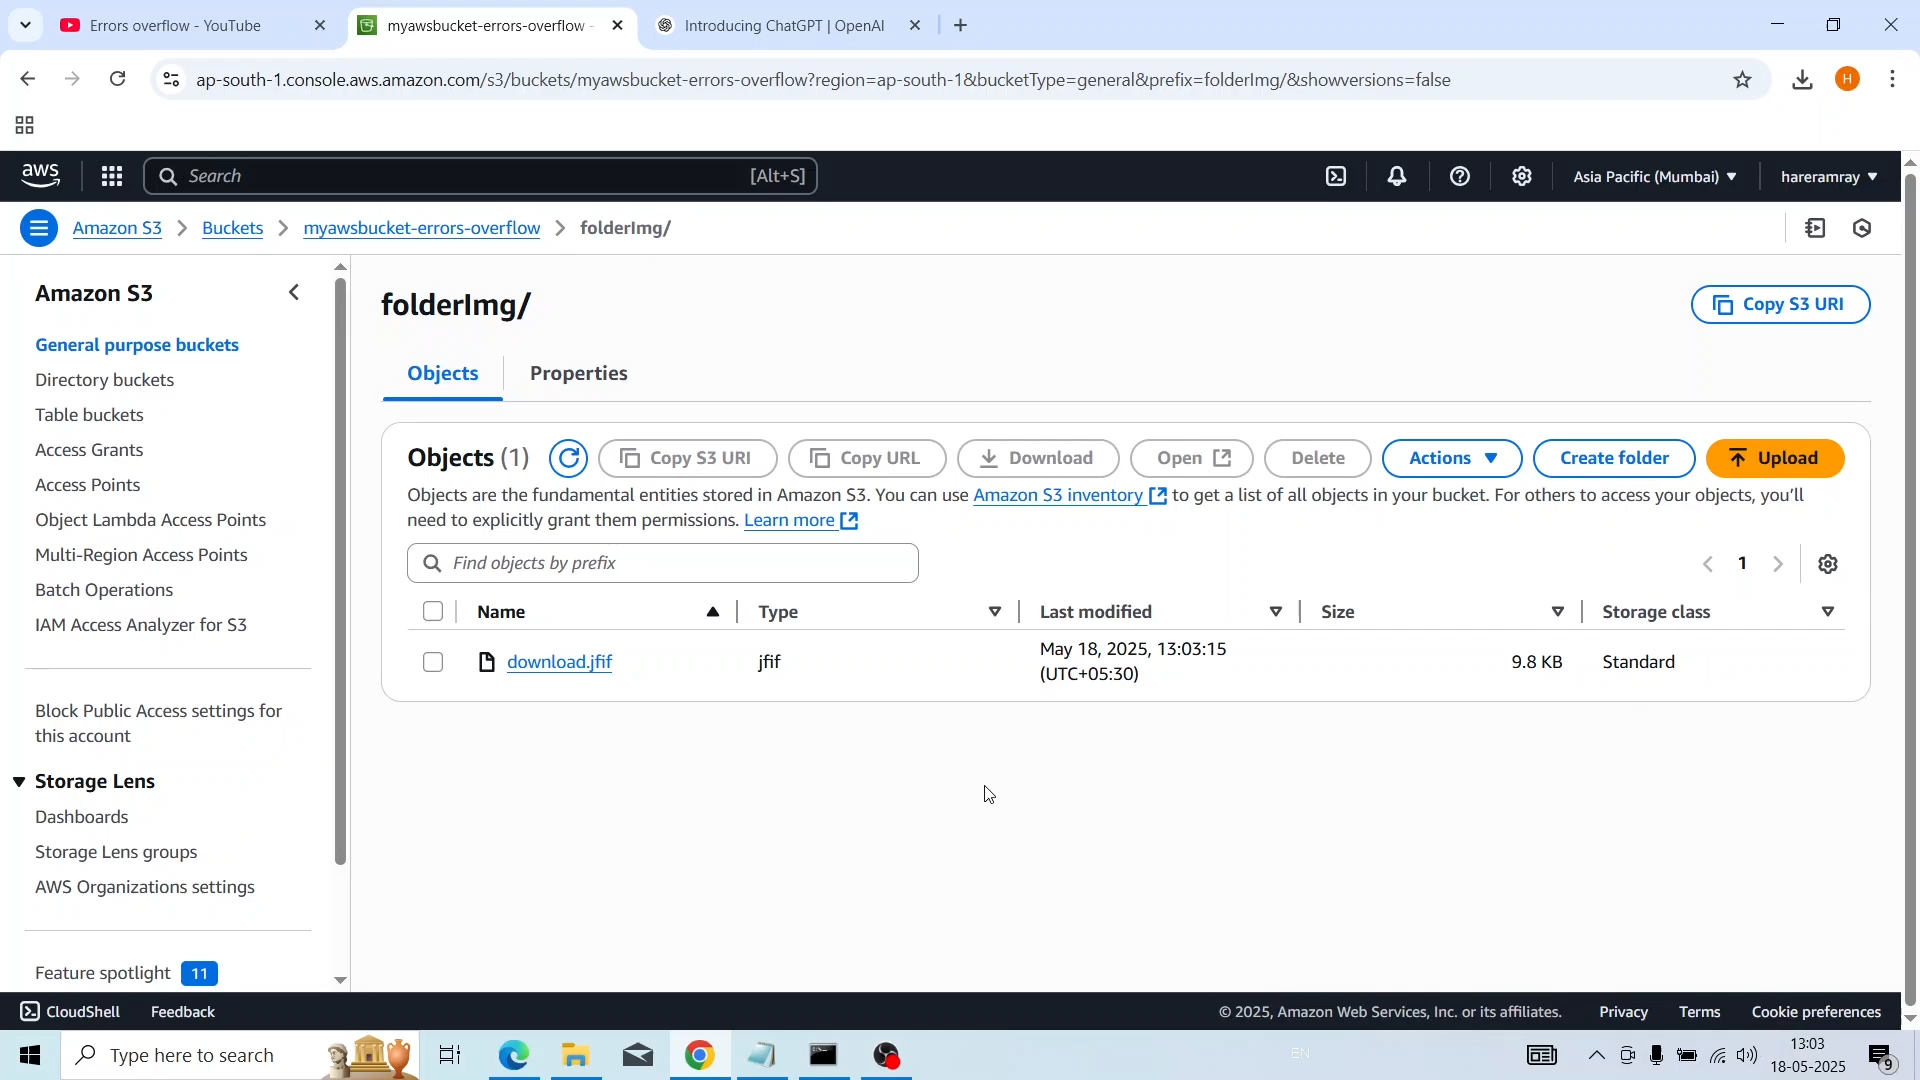 Errors overflow - YouTube
myawsbucket-errors-overflow -
Introducing ChatGPT | OpenAI
ap-south-1.console.aws.amazon.com/s3/buckets/myawsbucket-errors-overflow?region=ap-south-1&bucketType=general&prefix=folderImg/&showversions=false
H
aws
Search
[Alt+S]
Asia Pacific (Mumbai)
hareramray
Amazon S3
Buckets
myawsbucket-errors-overflow
folderImg/
Amazon S3
General purpose buckets
Directory buckets
Table buckets
Access Grants
Access Points
Object Lambda Access Points
Multi-Region Access Points
Batch Operations
IAM Access Analyzer for S3
Block Public Access settings for
this account
Storage Lens
Dashboards
Storage Lens groups
AWS Organizations settings
Feature spotlight 11
folderImg/
Copy S3 URI
Objects
Properties
Objects (1)
Copy S3 URI
Copy URL
Download
Open
Delete
Actions
Create folder
Upload
Objects are the fundamental entities stored in Amazon S3. You can use Amazon S3 inventory to get a list of all objects in your bucket. For others to access your objects, you'll
need to explicitly grant them permissions. Learn more
Find objects by prefix
1
Name
Type
Last modified
Size
Storage class
download.jfif
jfif
May 18, 2025, 13:03:15
(UTC+05:30)
9.8 KB
Standard
CloudShell
Feedback
© 2025, Amazon Web Services, Inc. or its affiliates.
Privacy
Terms
Cookie preferences
Type here to search
EN
13:03
18-05-2025
9